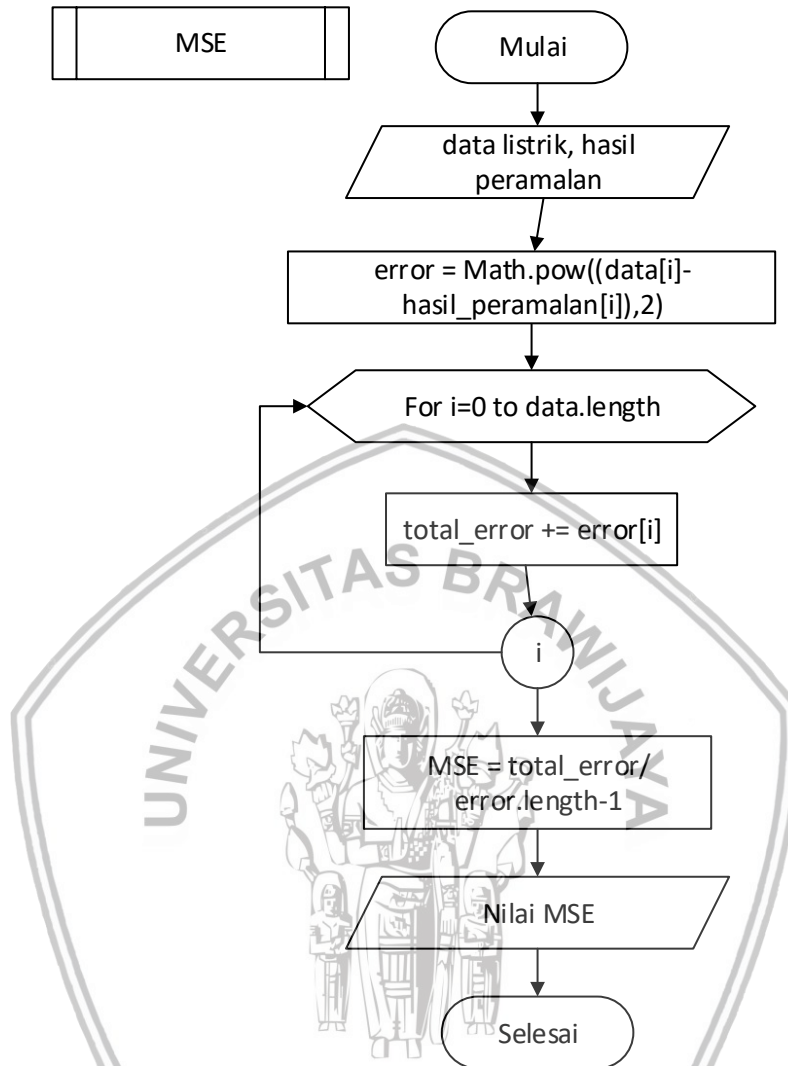 MSE
Mulai
data listrik, hasil
peramalan
error = Math.pow((data[i]-
hasil_peramalan[i]),2)
For i=0 to data.length
total_error += error[i]
i
MSE = total_error/
error.length-1
Nilai MSE
Selesai
UNIVERSITAS BRAWIJAYA